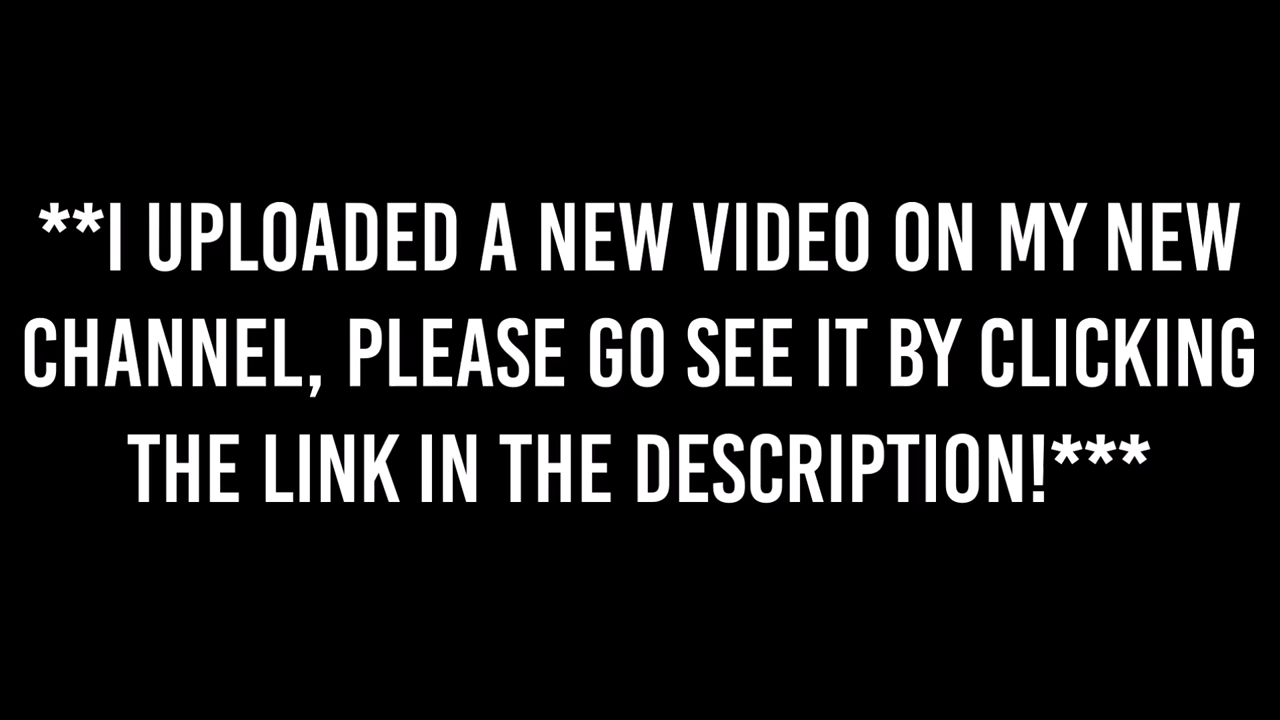 **I UPLOADED A NEW VIDEO ON MY NEW
CHANNEL, PLEASE GO SEE IT BY CLICKING
THE LINK IN THE DESCRIPTION!***